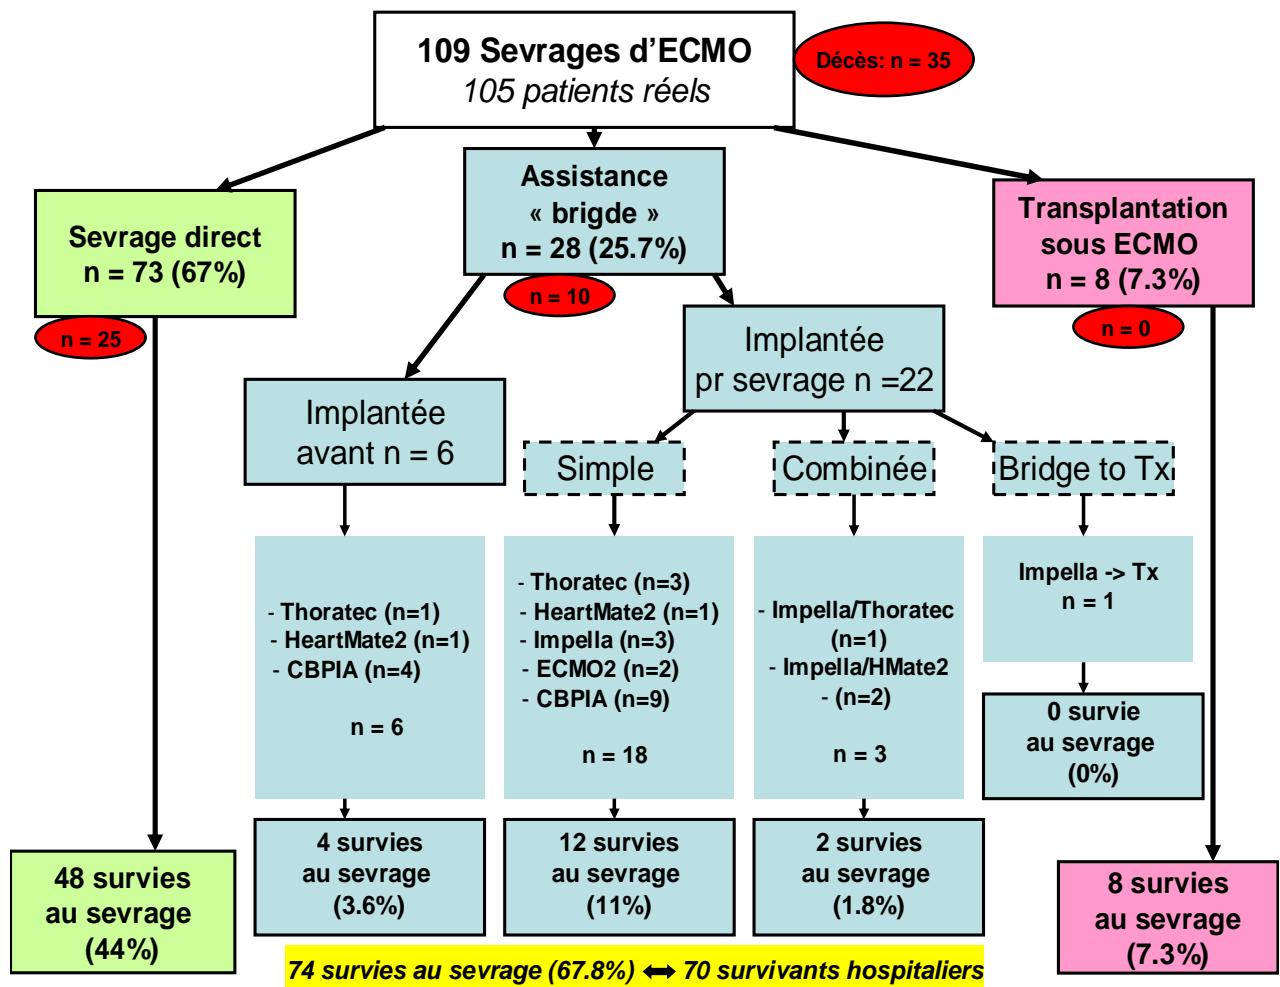 109 Sevrages d'ECMO
105 patients réels
Décès: n = 35
Sevrage direct
n = 73 (67%)
n = 25
Assistance
« brigde »
n = 28 (25.7%)
n = 10
Transplantation
sous ECMO
n = 8 (7.3%)
n = 0
Implantée
avant n = 6
Implantée
pr sevrage n =22
Simple
Combinée
Bridge to Tx
- Thoratec (n=1)
- HeartMate2 (n=1)
- CBPIA (n=4)
n = 6
- Thoratec (n=3)
- HeartMate2 (n=1)
- Impella (n=3)
- ECMO2 (n=2)
- CBPIA (n=9)
n = 18
- Impella/Thoratec
(n=1)
- Impella/HMate2
- (n=2)
n = 3
Impella -> Tx
n = 1
0 survie
au sevrage
(0%)
48 survies
au sevrage
(44%)
4 survies
au sevrage
(3.6%)
12 survies
au sevrage
(11%)
2 survies
au sevrage
(1.8%)
8 survies
au sevrage
(7.3%)
74 survies au sevrage (67.8%) ⬌ 70 survivants hospitaliers